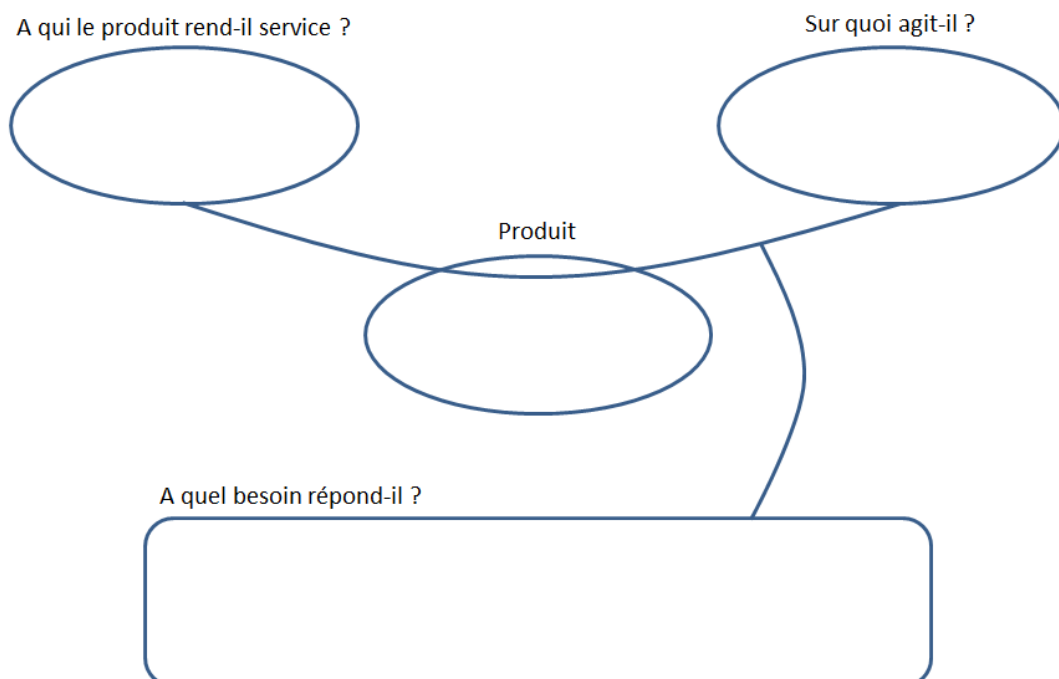 A qui le produit rend-il service ?
Sur quoi agit-il ?
Produit
A quel besoin répond-il ?